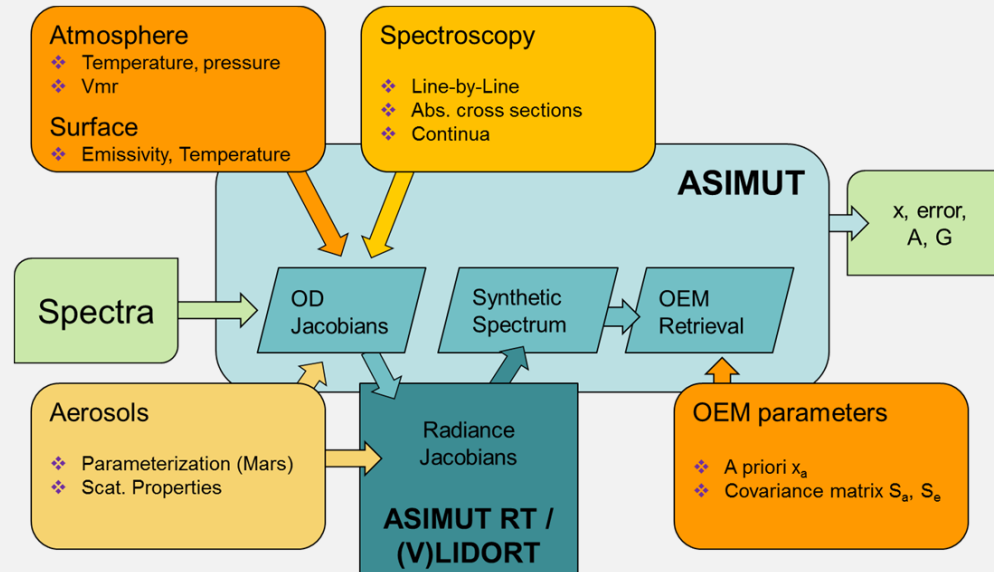 Atmosphere
❖ Temperature, pressure
❖ Vmr
Surface
❖ Emissivity, Temperature
Spectroscopy
❖ Line-by-Line
❖ Abs. cross sections
❖ Continua
ASIMUT
x, error,
A, G
Spectra
OD
Jacobians
Synthetic
Spectrum
OEM
Retrieval
Aerosols
❖ Parameterization (Mars)
❖ Scat. Properties
Radiance
Jacobians
ASIMUT RT /
(V)LIDORT
OEM parameters
❖ A priori xₐ
❖ Covariance matrix Sₐ, Sₑ